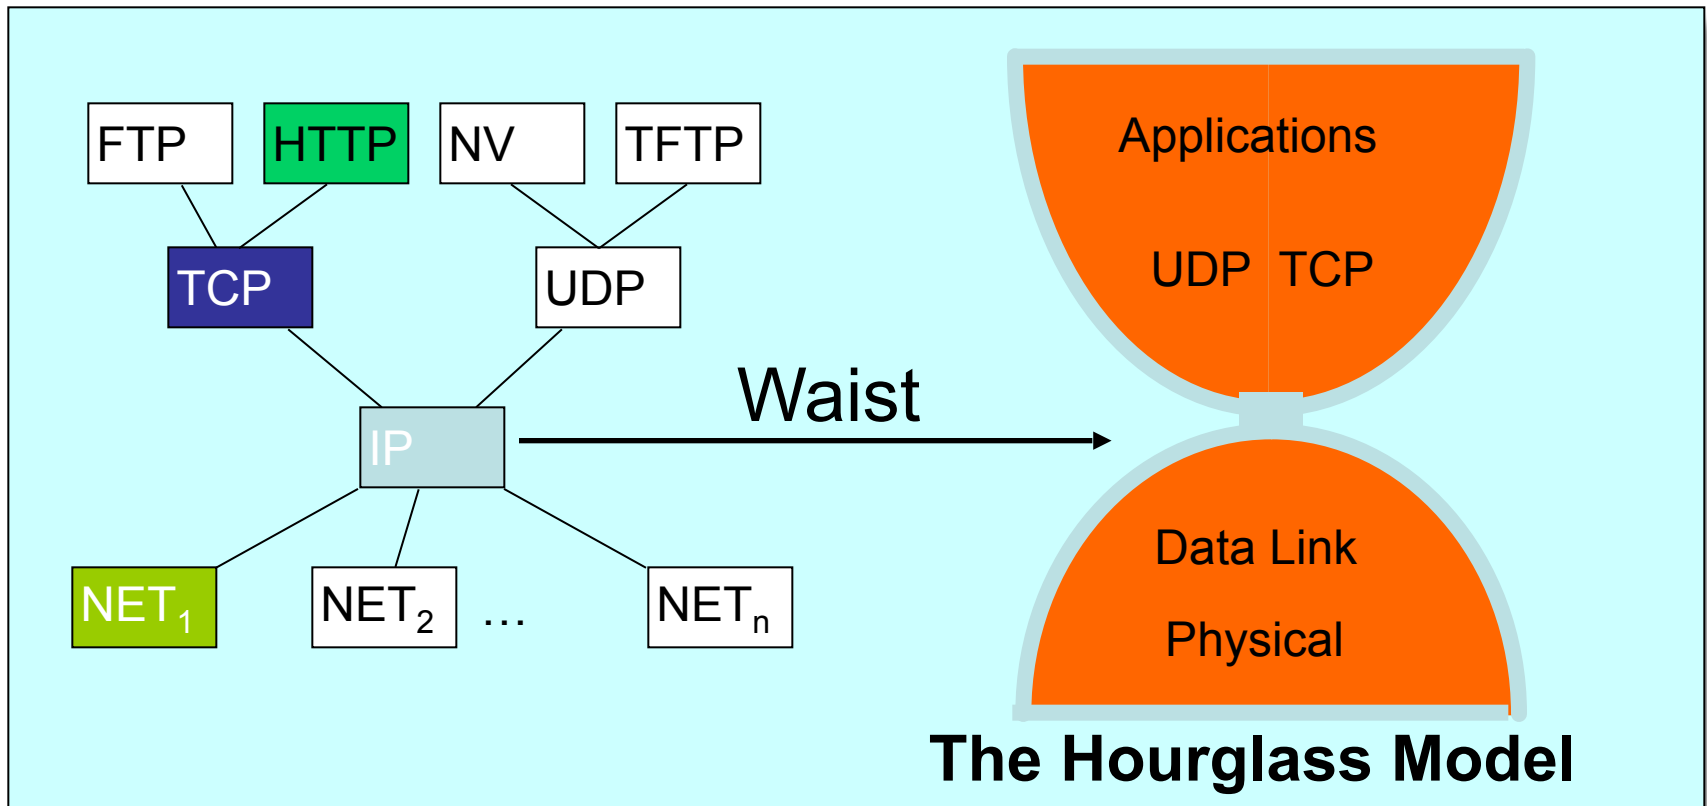 FTP HTTP NV TFTP
TCP UDP
IP
NET1 NET2 … NETn
Waist
Applications
UDP TCP
Data Link
Physical
The Hourglass Model